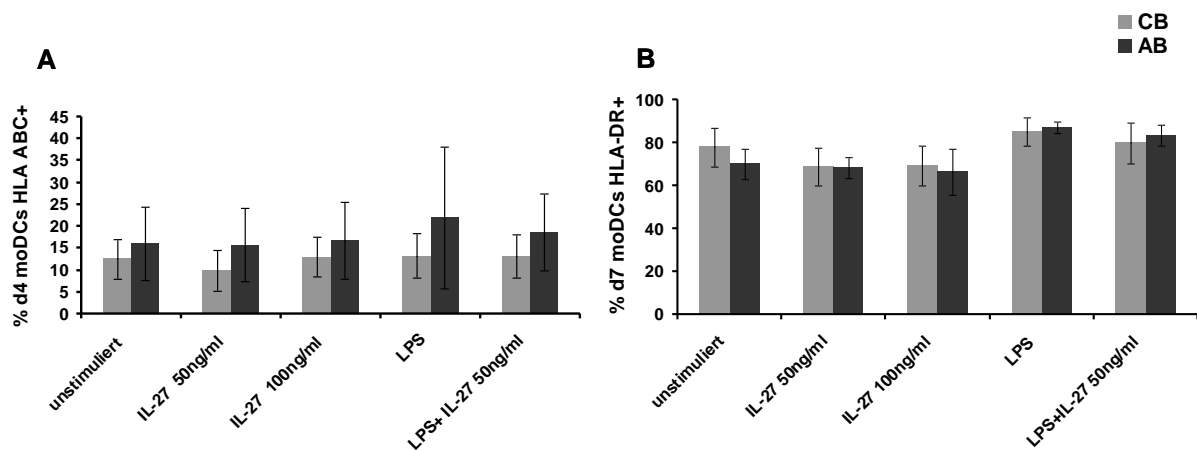 CB
AB
A
B
% d4 moDCs HLA ABC+
45
40
35
30
25
20
15
10
5
0
unstimuliert
IL-27 50ng/ml
IL-27 100ng/ml
LPS
LPS+ IL-27 50ng/ml
% d7 moDCs HLA-DR+
100
80
60
40
20
0
unstimuliert
IL-27 50ng/ml
IL-27 100ng/ml
LPS
LPS+IL-27 50ng/ml